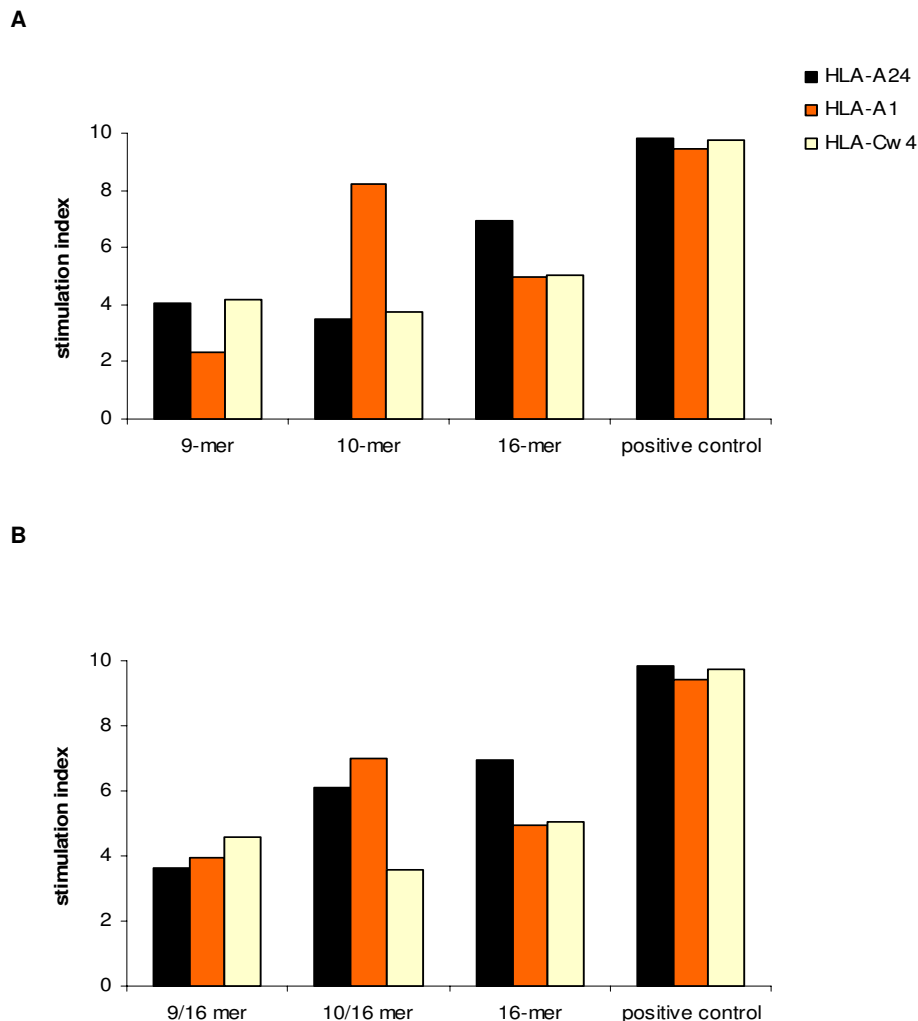 A
HLA-A24
HLA-A1
HLA-Cw 4
stimulation index
10
8
6
4
2
0
9-mer 10-mer 16-mer positive control
B
stimulation index
10
8
6
4
2
0
9/16 mer 10/16 mer 16-mer positive control